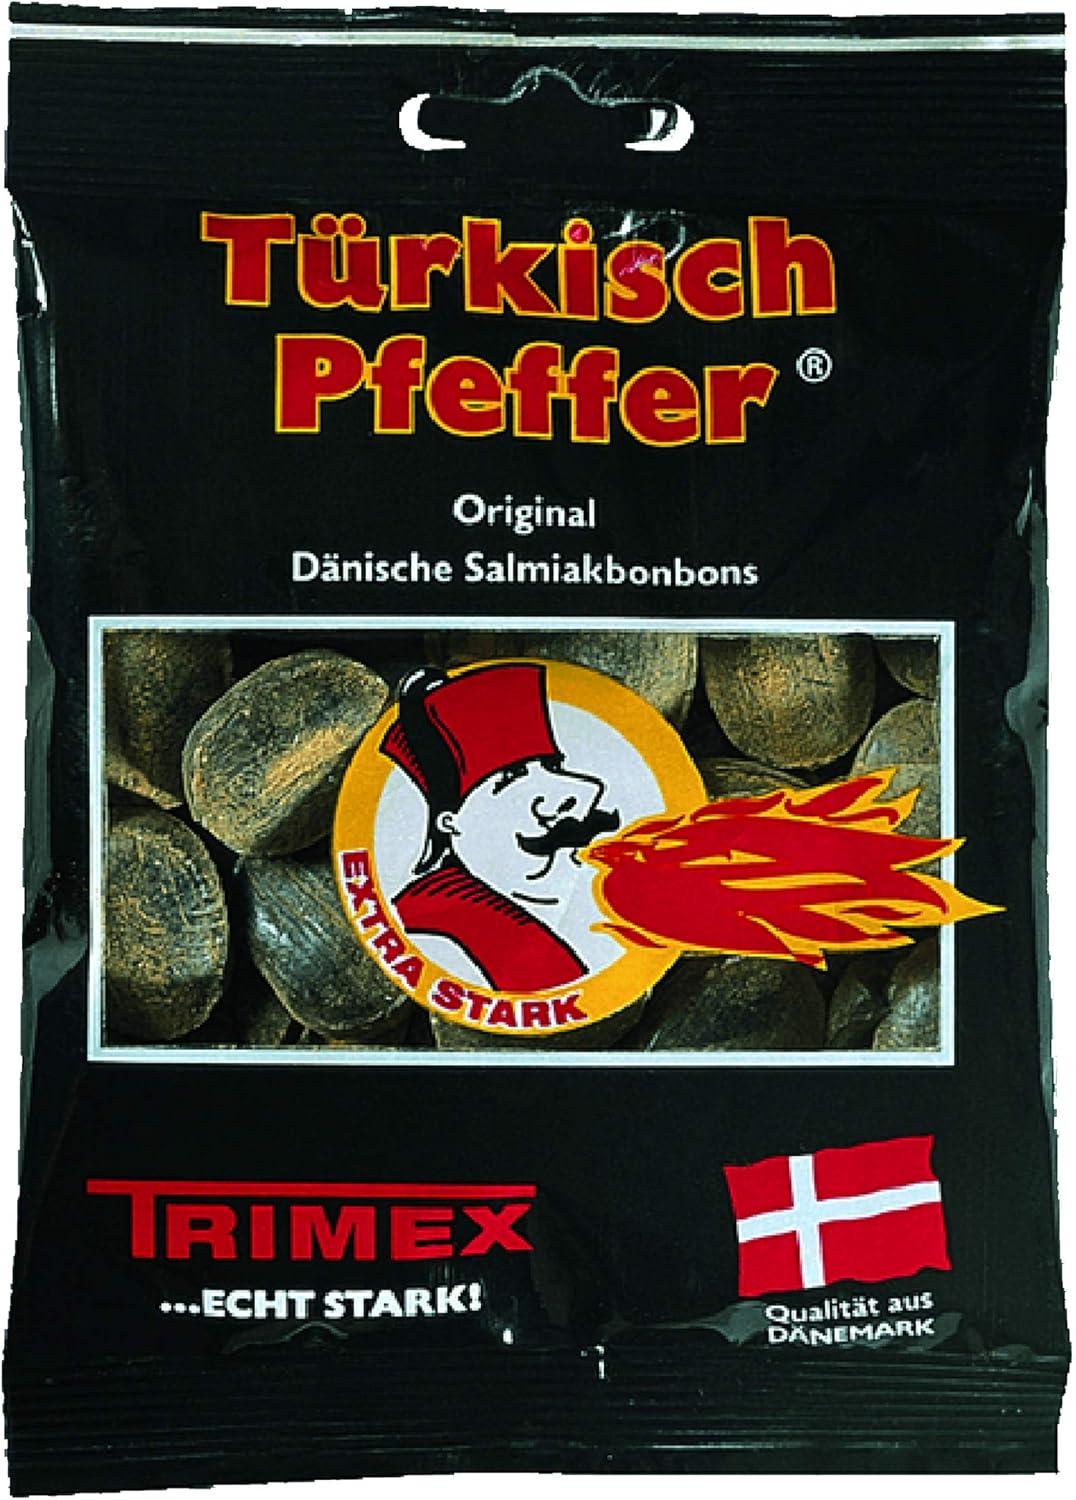 Türkisch
Pfeffer®
Original
Dänische Salmiakbonbons
EXTRA STARK
TRIMEX
...ECHT STARK!
Qualität aus
DÄNEMARK